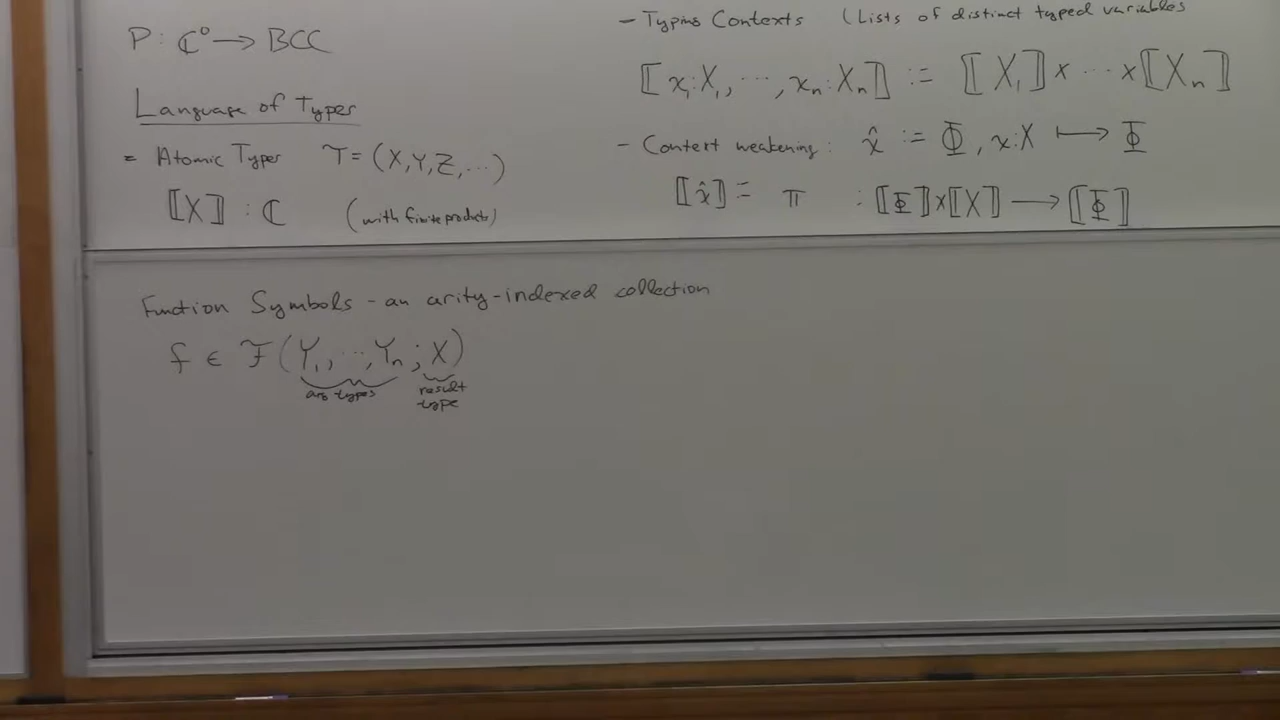 P : ℂ° → BCC
Language of Types
= Atomic Types 𝒯 = (X, Y, Z, ...)
⟦X⟧ : ℂ (with finite products)
- Typing Contexts (Lists of distinct typed variables
⟦x₁:X₁, ..., xₙ:Xₙ⟧ := ⟦X₁⟧ × ... × ⟦Xₙ⟧
- Context weakening: x̂ := Φ, x:X ⟼ Φ
⟦x̂⟧ = π : ⟦Φ⟧×⟦X⟧ → ⟦Φ⟧
Function Symbols - an arity-indexed collection
f ∈ ℱ(Y₁, ..., Yₙ; X)
arg types result
type